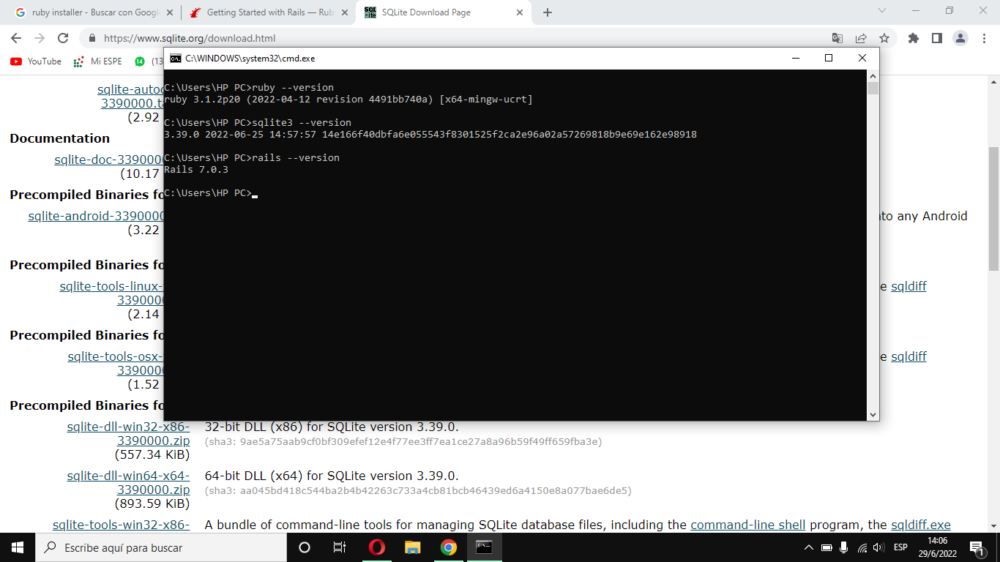 ruby installer - Buscar con Googl
Getting Started with Rails — Rub
SQLite Download Page
https://www.sqlite.org/download.html
YouTube
Mi ESPE
14
(13
C:\WINDOWS\system32\cmd.exe
C:\Users\HP PC>ruby --version
ruby 3.1.2p20 (2022-04-12 revision 4491bb740a) [x64-mingw-ucrt]
C:\Users\HP PC>sqlite3 --version
3.39.0 2022-06-25 14:57:57 14e166f40dbfa6e055543f8301525f2ca2e96a02a57269818b9e69e162e98918
C:\Users\HP PC>rails --version
Rails 7.0.3
C:\Users\HP PC>
sqlite-autoc
3390000.ta
(2.92
Documentation
sqlite-doc-339000
(10.17
Precompiled Binaries fo
sqlite-android-3390000
(3.22
nto any Android
Precompiled Binaries fo
sqlite-tools-linux-
3390000
(2.14
e sqldiff
Precompiled Binaries fo
sqlite-tools-osx-
3390000
(1.52
e sqldiff
Precompiled Binaries fo
sqlite-dll-win32-x86-
3390000.zip
(557.34 KiB)
32-bit DLL (x86) for SQLite version 3.39.0.
(sha3: 9ae5a75aab9cf0bf309efef12e4f77ee3ff7ea1ce27a8a96b59f49ff659fba3e)
sqlite-dll-win64-x64-
3390000.zip
(893.59 KiB)
64-bit DLL (x64) for SQLite version 3.39.0.
(sha3: aa045bd418c544ba2b4b42263c733a4cb81bcb46439ed6a4150e8a077bae6de5)
sqlite-tools-win32-x86-
A bundle of command-line tools for managing SQLite database files, including the command-line shell program, the sqldiff.exe
Escribe aquí para buscar
ESP
14:06
29/6/2022
1